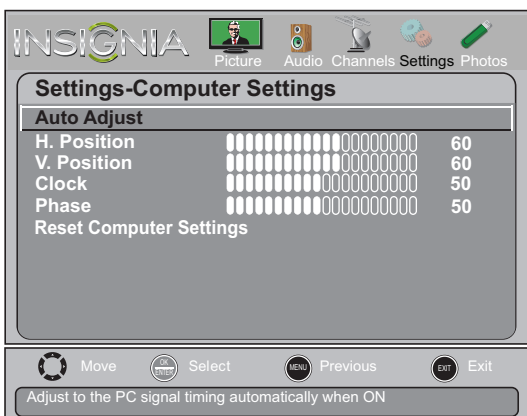 INSIGNIA
Picture Audio Channels Settings Photos
Settings-Computer Settings
Auto Adjust
H. Position 60
V. Position 60
Clock 50
Phase 50
Reset Computer Settings
Move OK ENTER Select MENU Previous EXIT Exit
Adjust to the PC signal timing automatically when ON